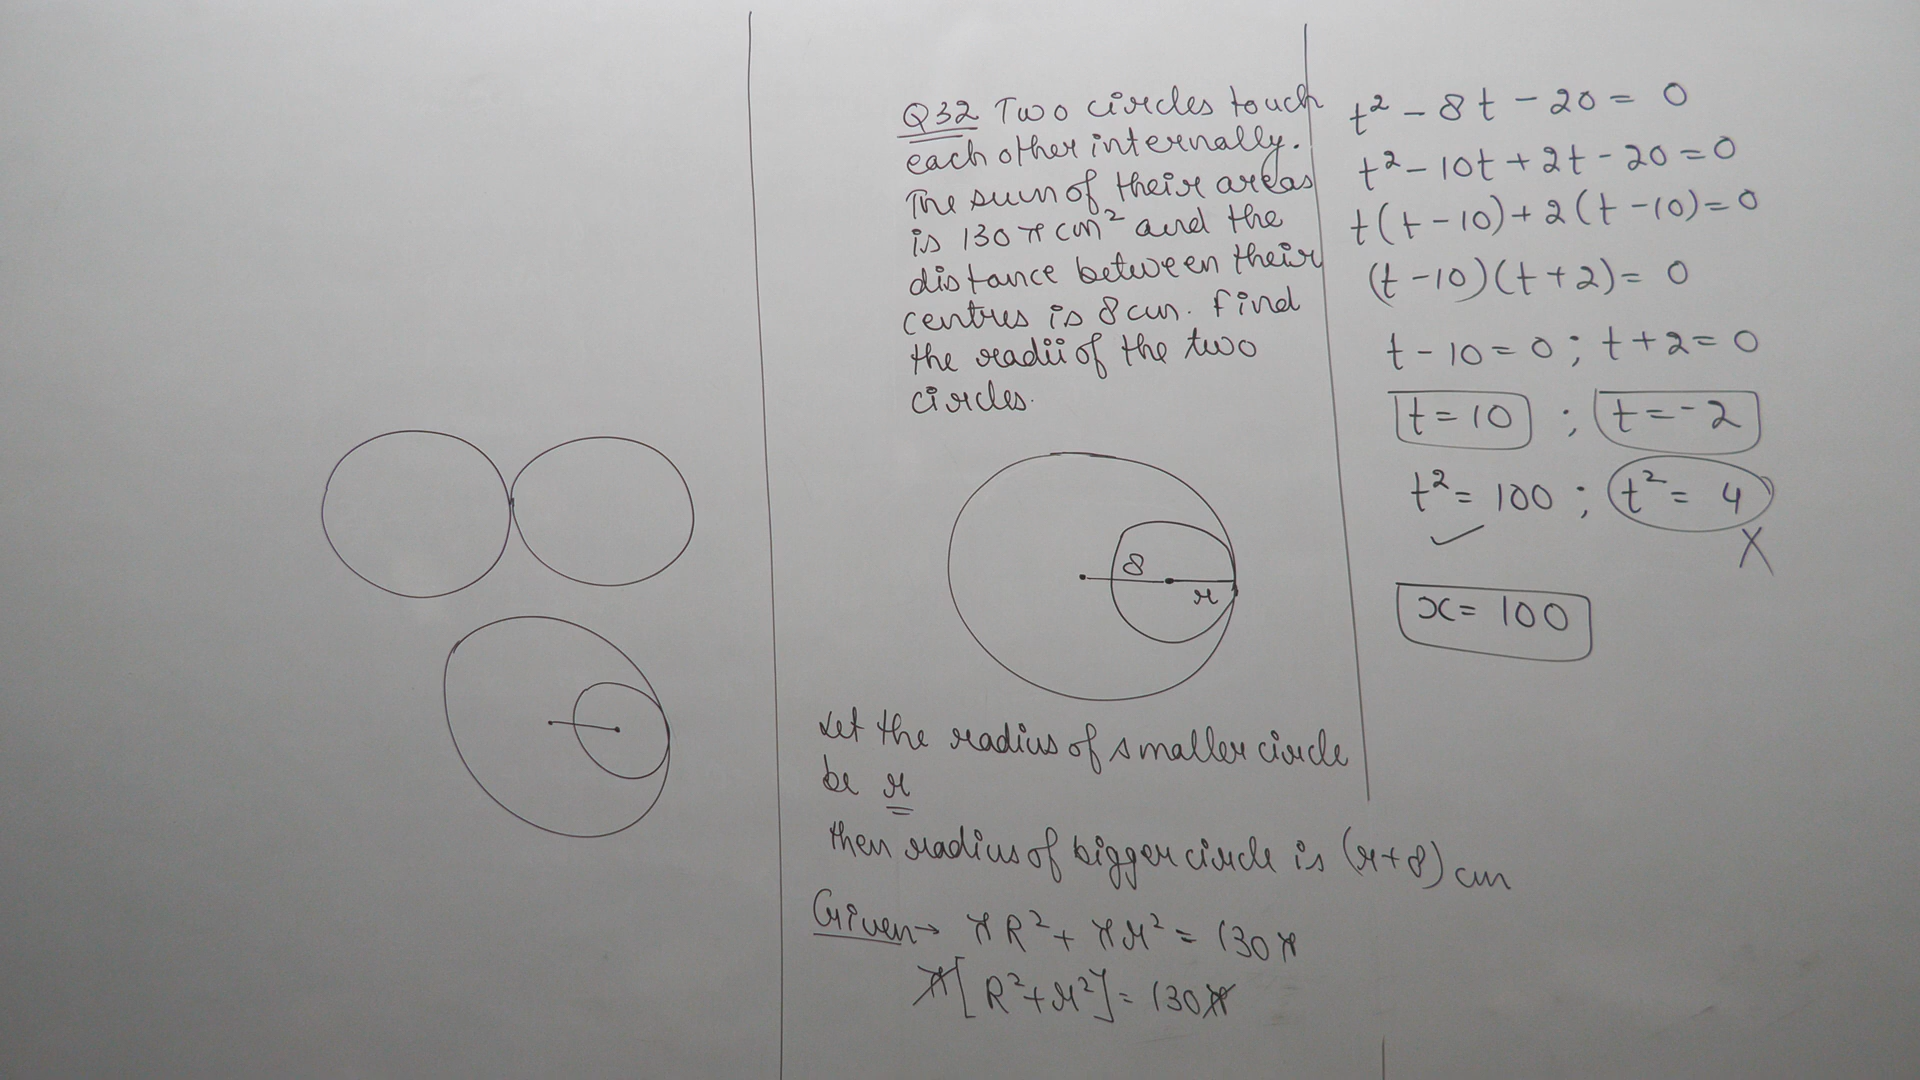 Q32 Two circles touch
each other internally.
The sum of their areas
is 130π cm² and the
distance between their
centres is 8cm. Find
the radii of the two
circles.
8
r
Let the radius of smaller circle
be r
then radius of bigger circle is (r+8) cm
Given→ πR² + πr² = 130π
π[R²+r²] = 130π
t² - 8t - 20 = 0
t² - 10t + 2t - 20 = 0
t(t-10) + 2(t-10) = 0
(t-10)(t+2) = 0
t - 10 = 0 ; t + 2 = 0
t = 10 ; t = -2
t² = 100 ; t² = 4
✓ X
x = 100